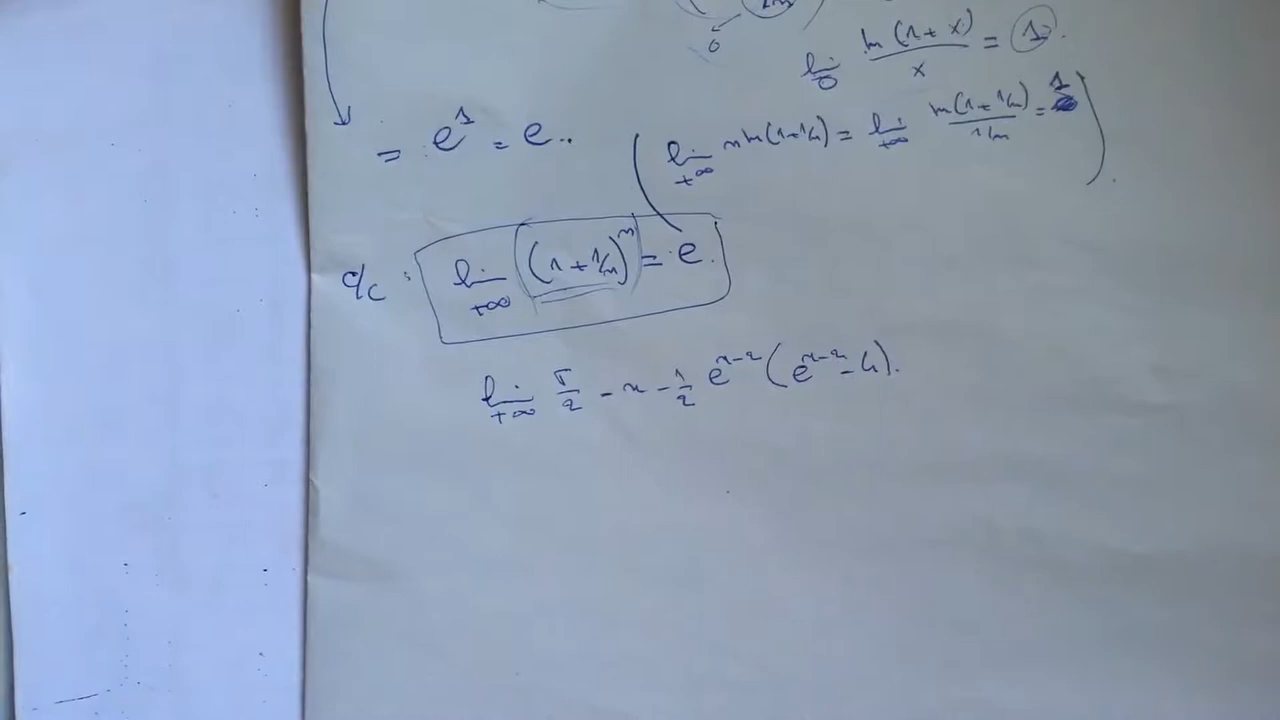 lim 0 ln(1 + x) / x = 1.
= e^1 = e..
( lim +∞ n ln(1+1/n) = lim +∞ ln(1+1/n) / 1/n = 1 ).
d/c : lim +∞ (1+1/n)^n = e.
lim +∞ 5/2 - x - 1/2 e^{x-2} (e^{x-2} - 4).